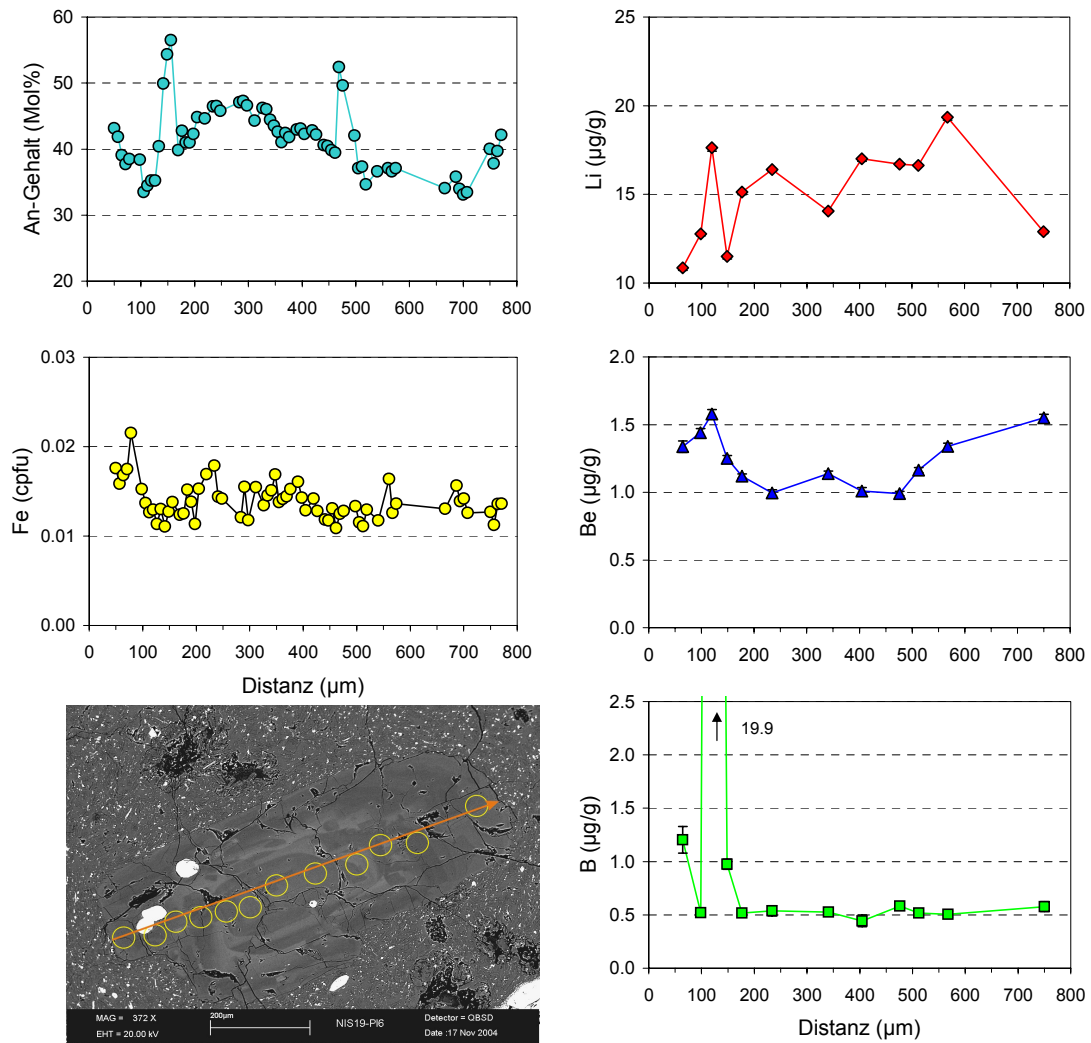 An-Gehalt (Mol%)
60
50
40
30
20
0 100 200 300 400 500 600 700 800
Li (µg/g)
25
20
15
10
0 100 200 300 400 500 600 700 800
Fe (cpfu)
0.03
0.02
0.01
0.00
0 100 200 300 400 500 600 700 800
Distanz (µm)
Be (µg/g)
2.0
1.5
1.0
0.5
0.0
0 100 200 300 400 500 600 700 800
MAG = 372 X
EHT = 20.00 kV
200µm
NIS19-Pl6
Detector = QBSD
Date :17 Nov 2004
B (µg/g)
2.5
2.0
1.5
1.0
0.5
0.0
19.9
0 100 200 300 400 500 600 700 800
Distanz (µm)